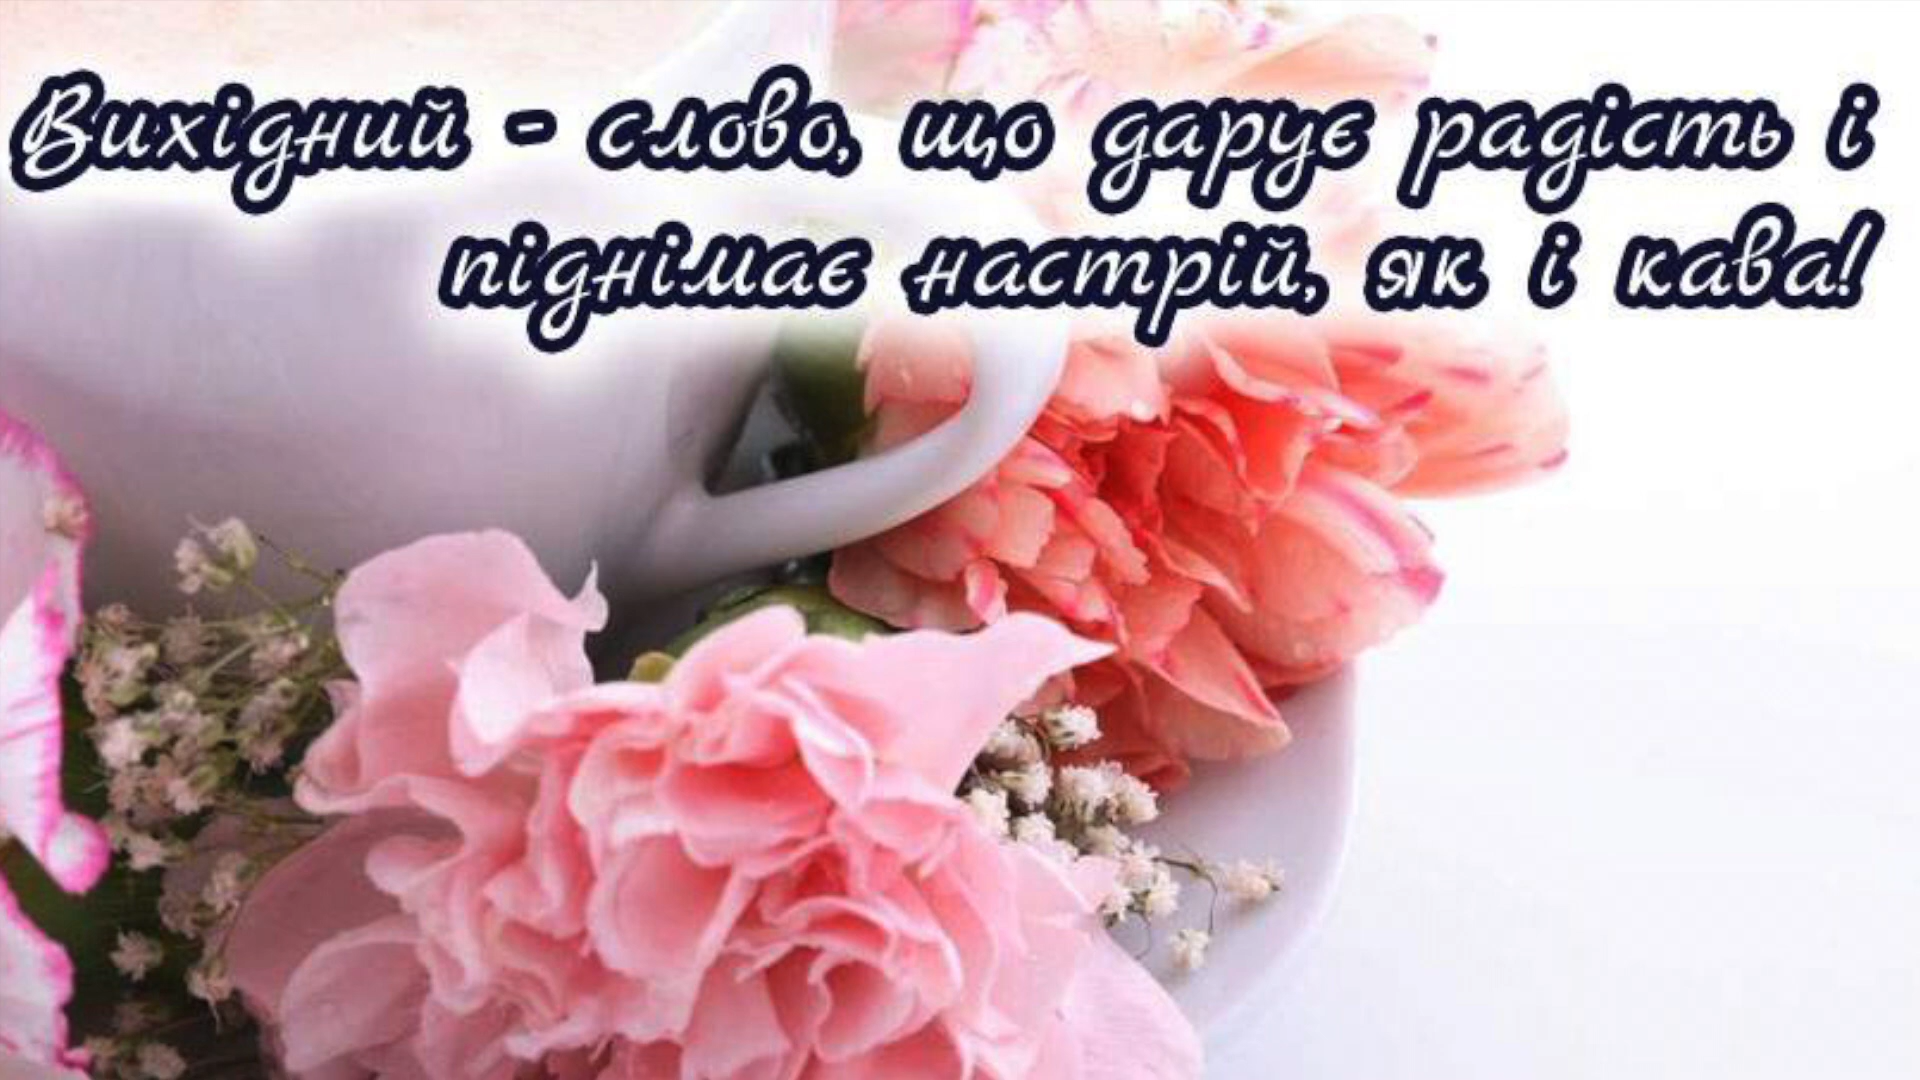 Вихідний - слово, що дарує радість і
піднімає настрій, як і кава!